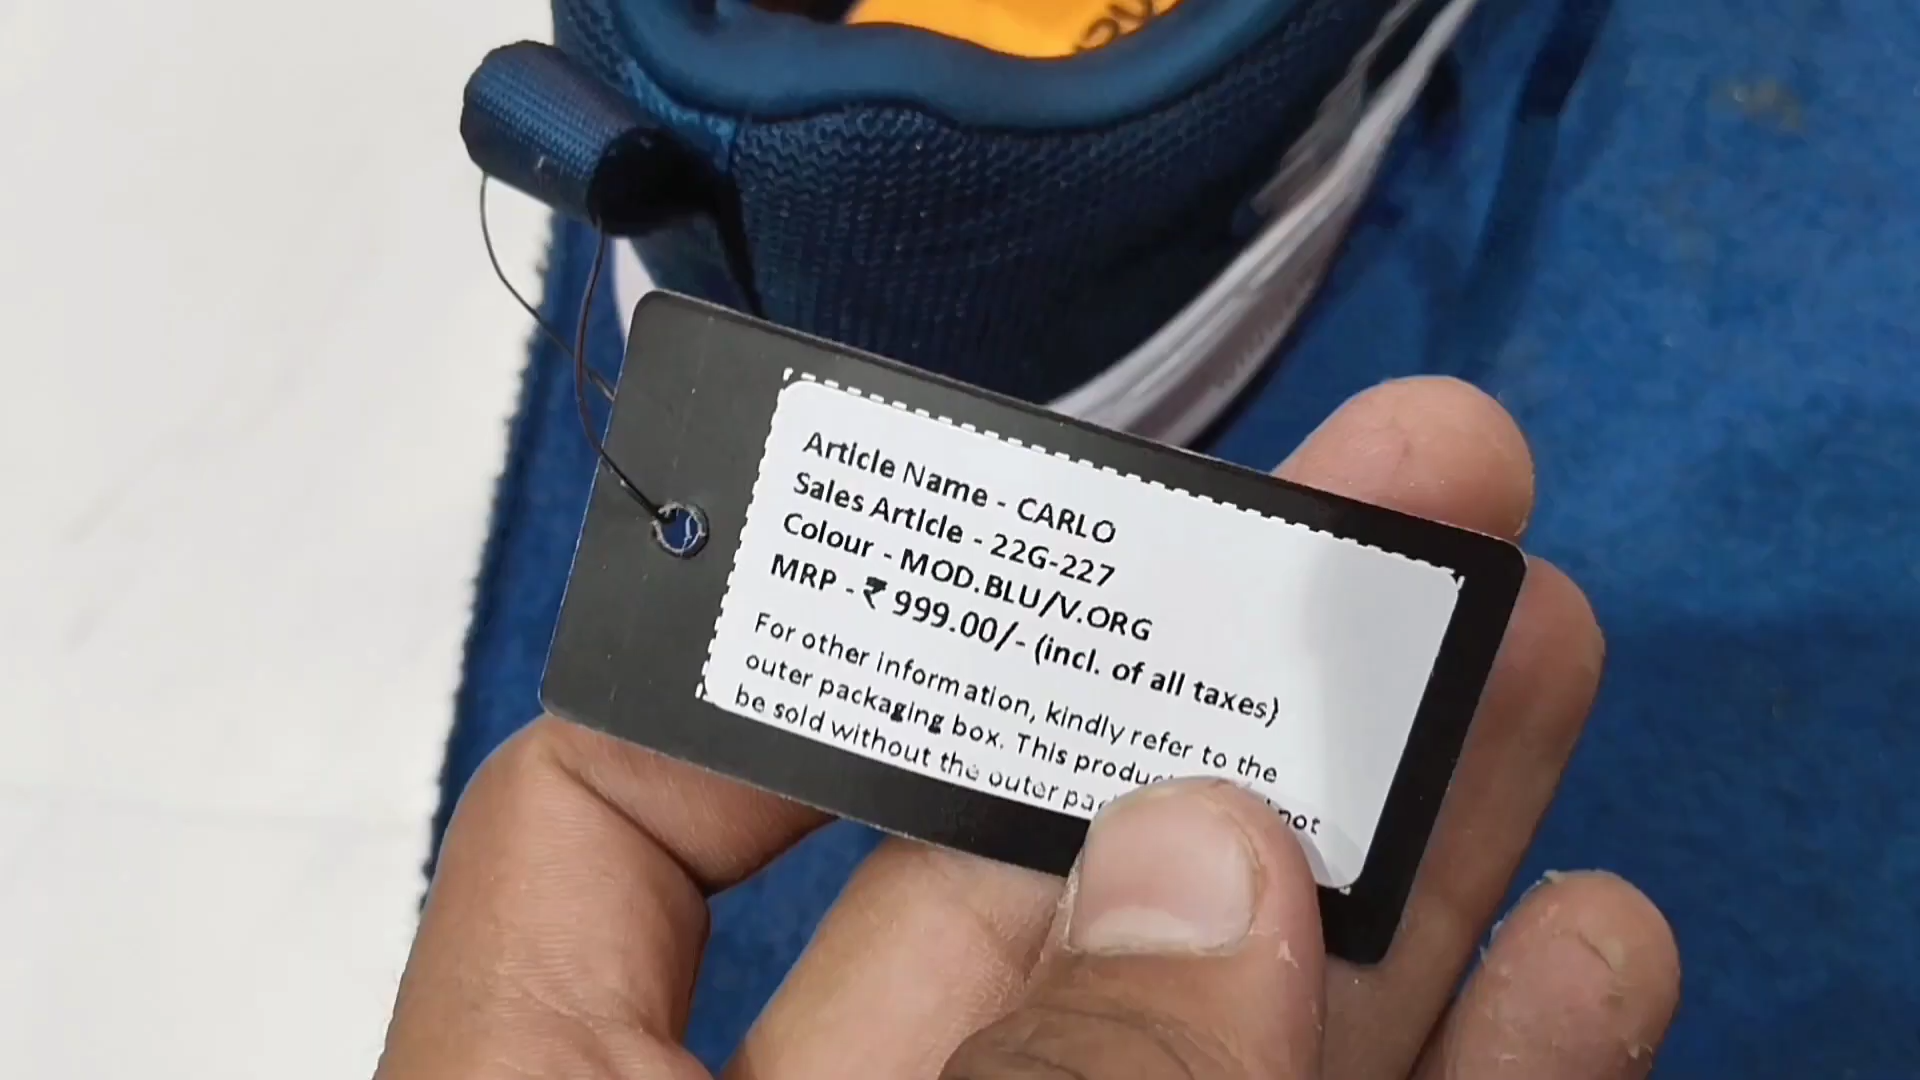 Article Name - CARLO
Sales Article - 22G-227
Colour - MOD.BLU/V.ORG
MRP - ₹ 999.00/- (incl. of all taxes)
For other information, kindly refer to the
outer packaging box. This not
be sold without the outer